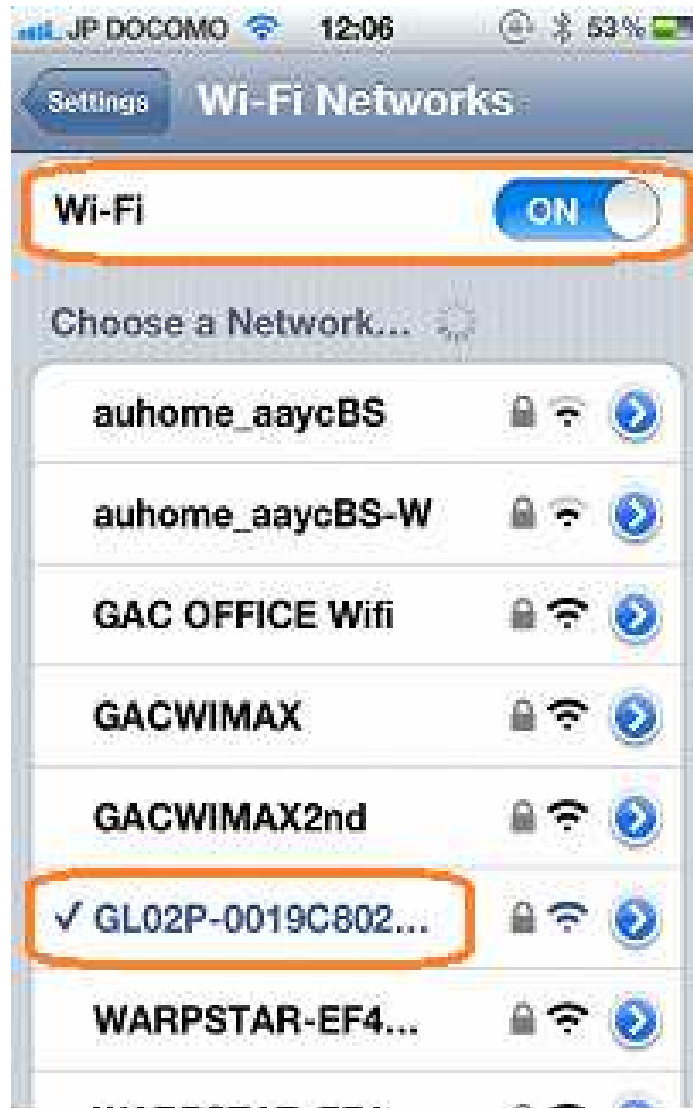 JP DOCOMO 12:06 53%
Settings Wi-Fi Networks
Wi-Fi ON
Choose a Network...
auhome_aaycBS
auhome_aaycBS-W
GAC OFFICE Wifi
GACWIMAX
GACWIMAX2nd
✓ GL02P-0019C802...
WARPSTAR-EF4...